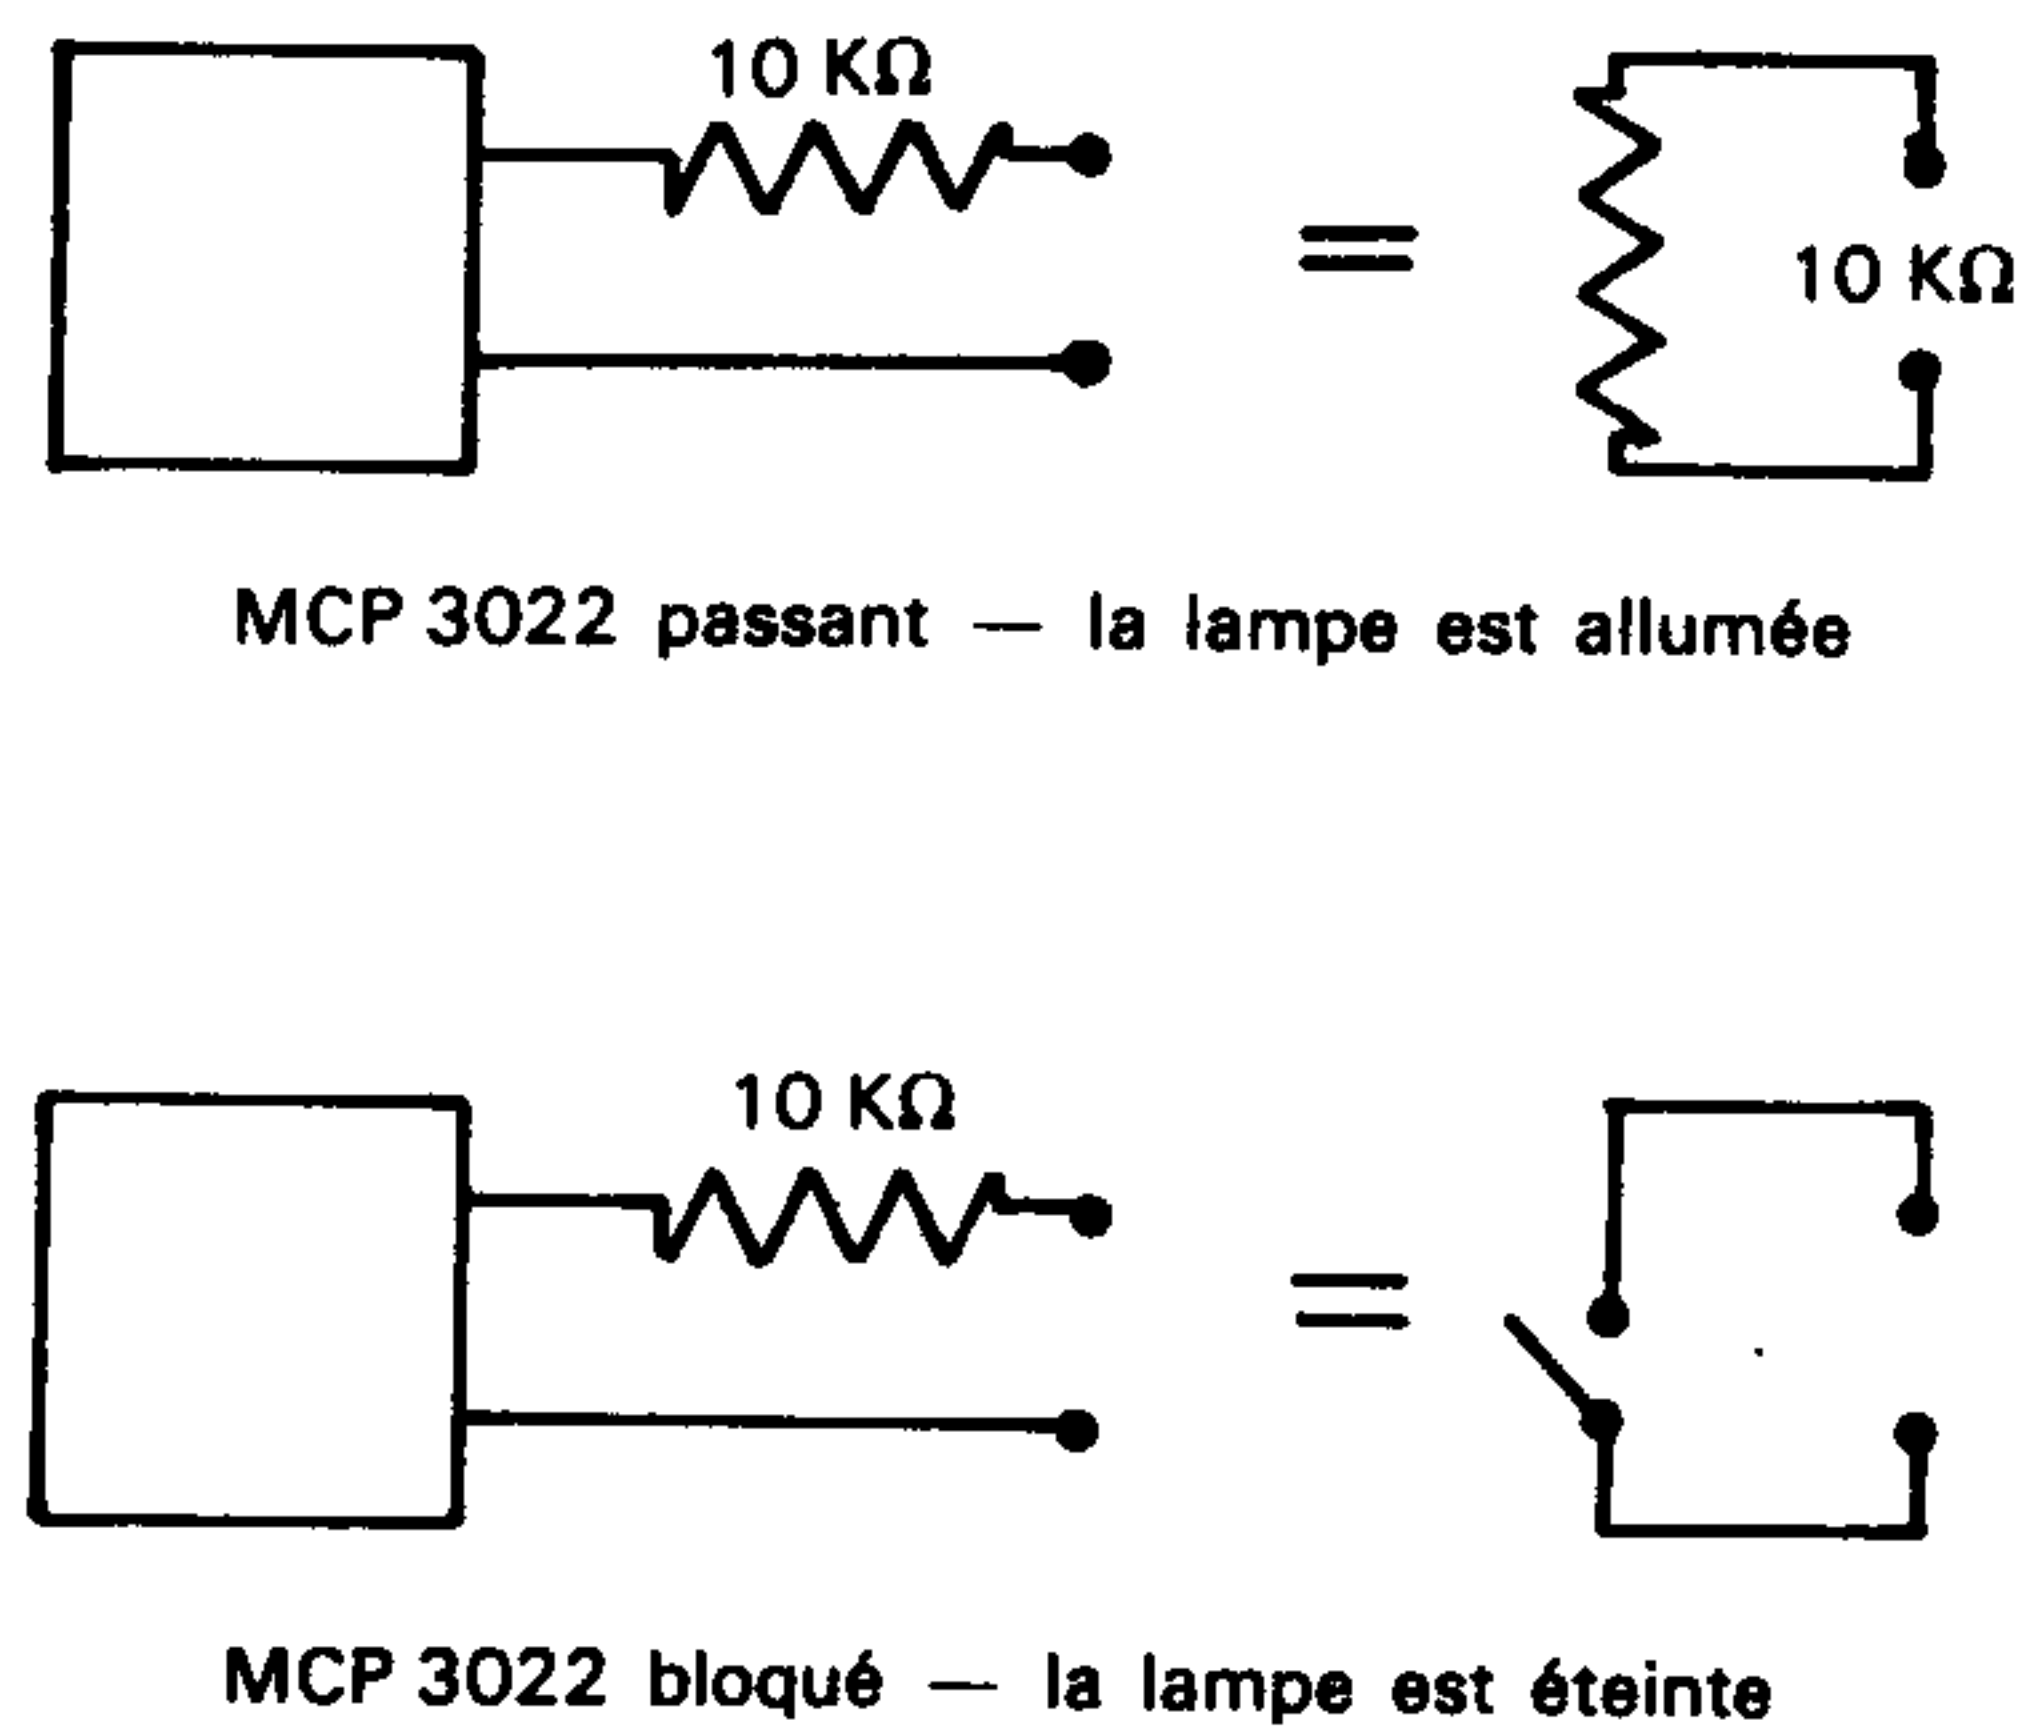 10 KΩ
10 KΩ
MCP 3022 passant — la lampe est allumée
10 KΩ
MCP 3022 bloqué — la lampe est éteinte